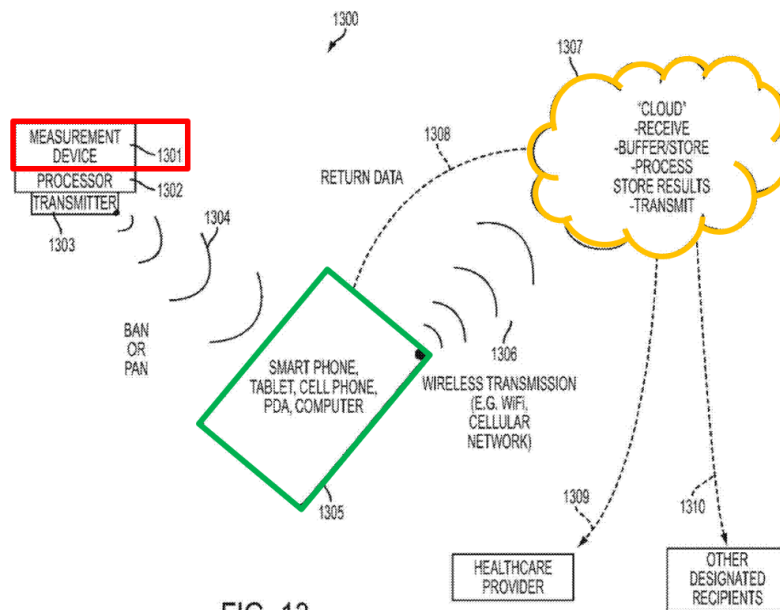 1300
1307
MEASUREMENT
DEVICE
1301
PROCESSOR
1302
TRANSMITTER
1303
1304
BAN
OR
PAN
RETURN DATA
1308
"CLOUD"
-RECEIVE
-BUFFER/STORE
-PROCESS
STORE RESULTS
-TRANSMIT
SMART PHONE,
TABLET, CELL PHONE,
PDA, COMPUTER
1305
1306
WIRELESS TRANSMISSION
(E.G. WiFi,
CELLULAR
NETWORK)
1309
1310
HEALTHCARE
PROVIDER
OTHER
DESIGNATED
RECIPIENTS
FIG. 13